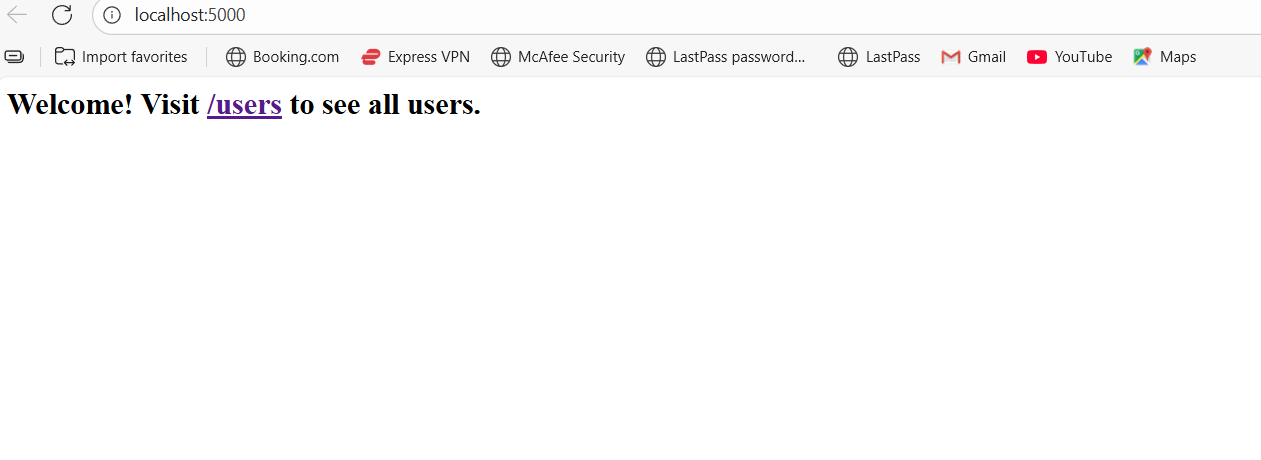 localhost:5000
Import favorites Booking.com Express VPN McAfee Security LastPass password... LastPass Gmail YouTube Maps
Welcome! Visit /users to see all users.